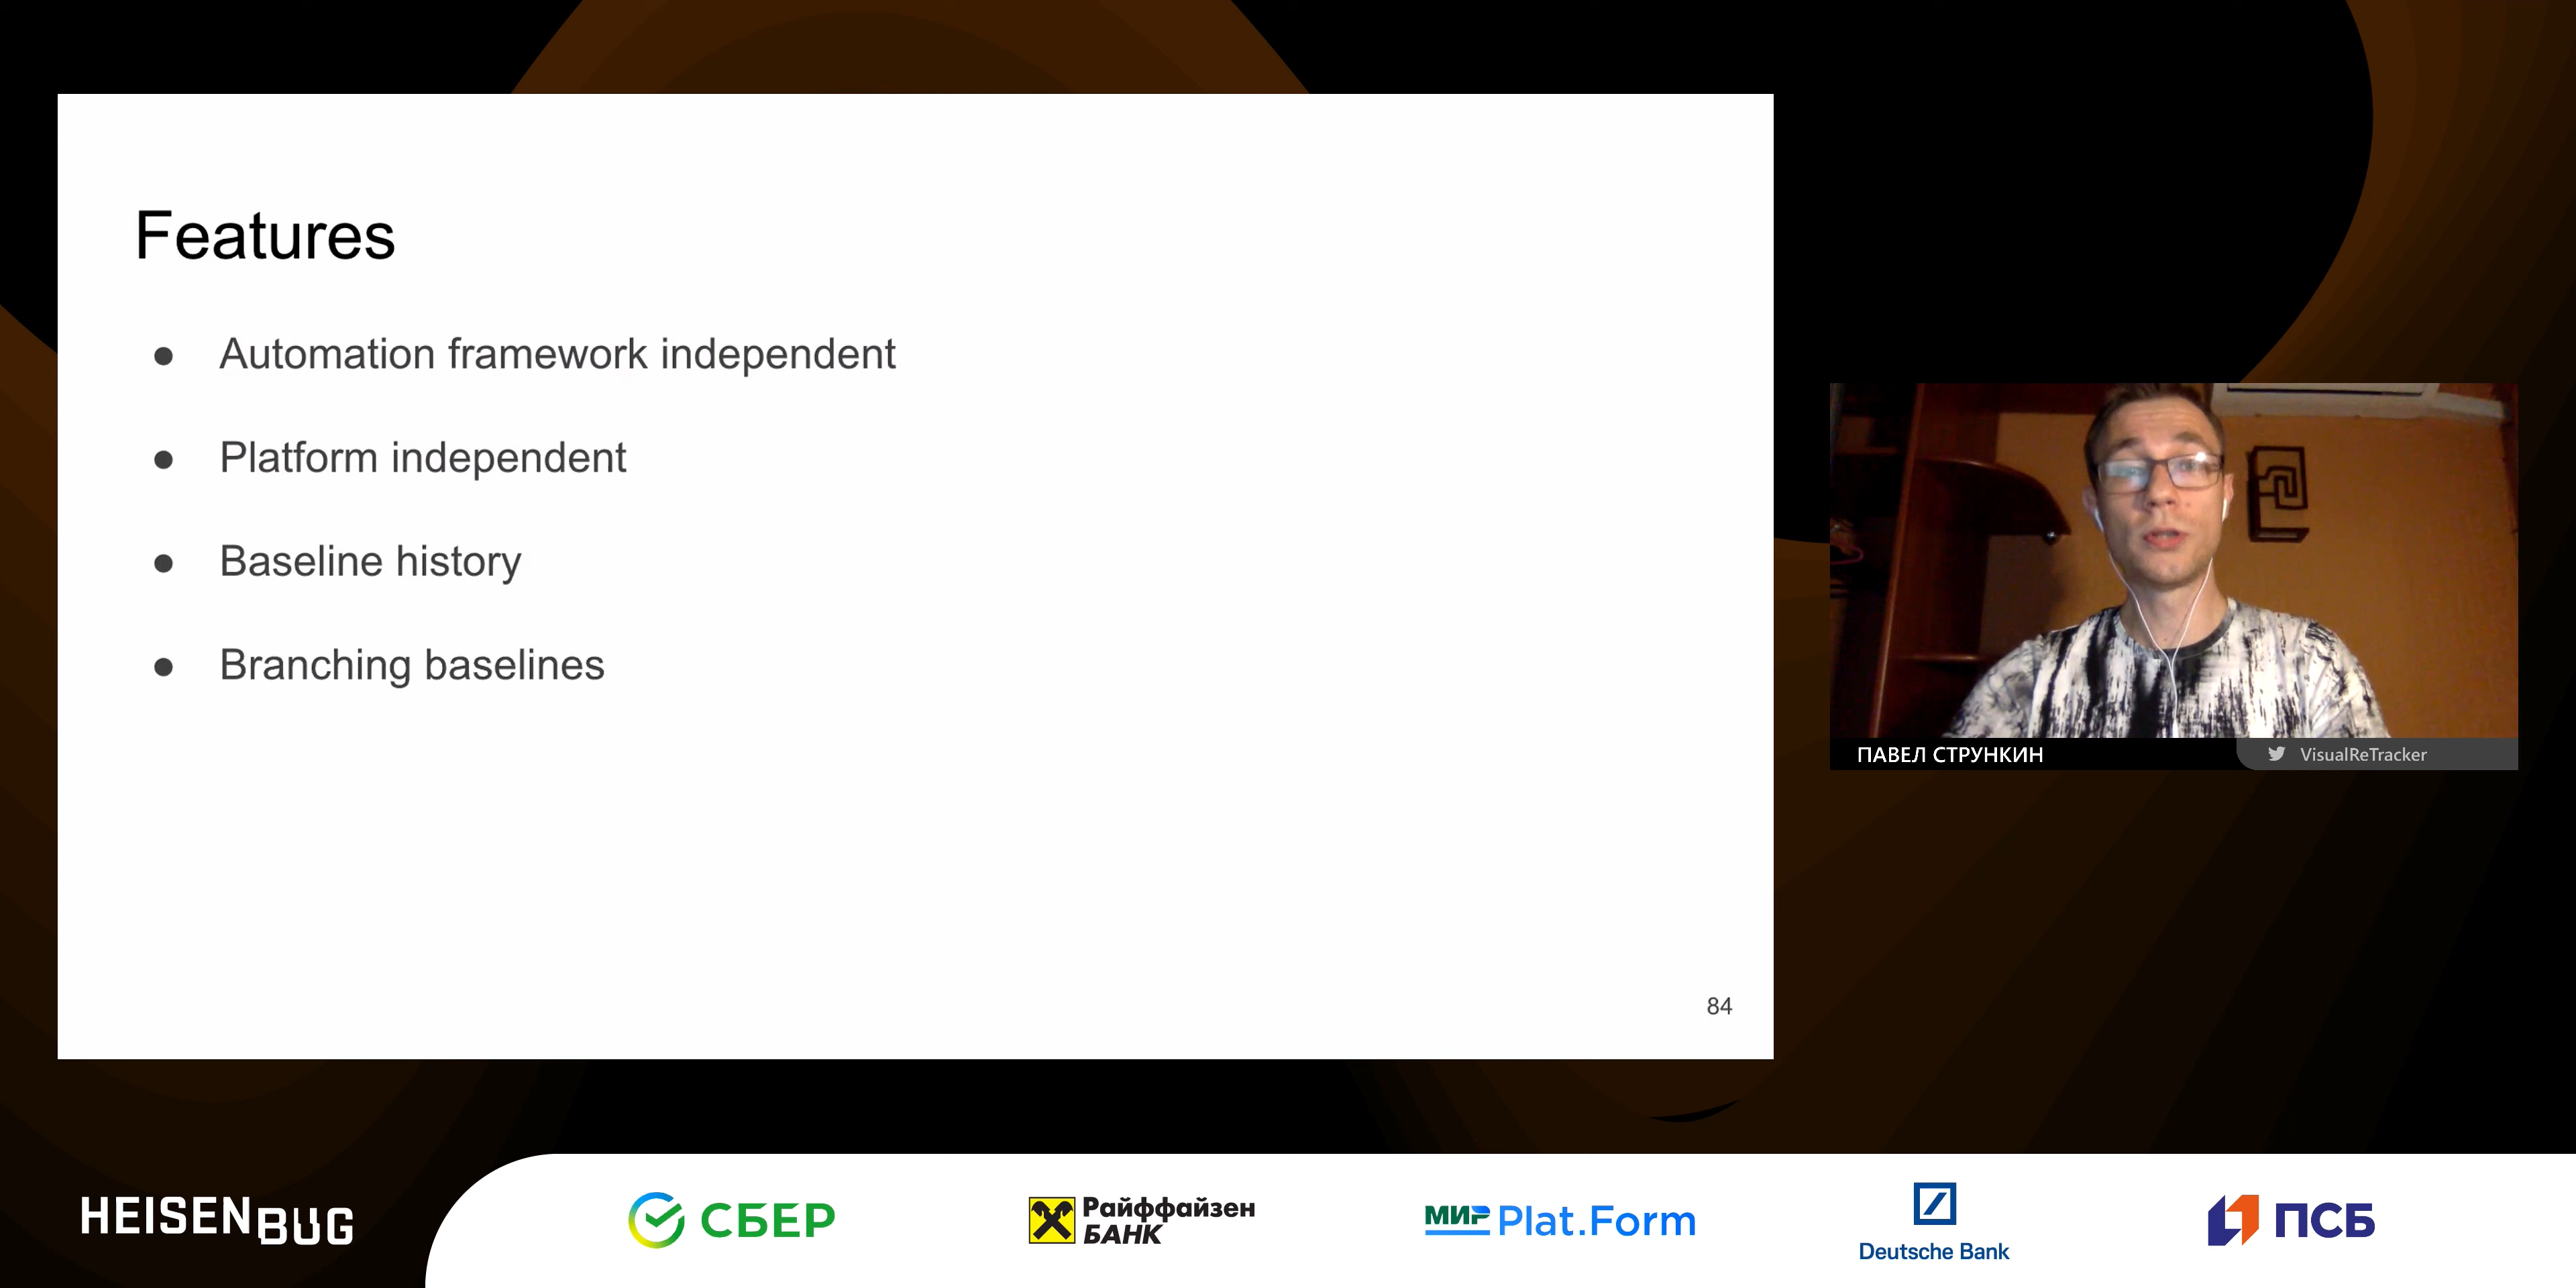 Features
● Automation framework independent
● Platform independent
● Baseline history
● Branching baselines
84
ПАВЕЛ СТРУНКИН
VisualReTracker
HEISENBUG
СБЕР
Райффайзен
БАНК
МИР Plat.Form
Deutsche Bank
ПСБ